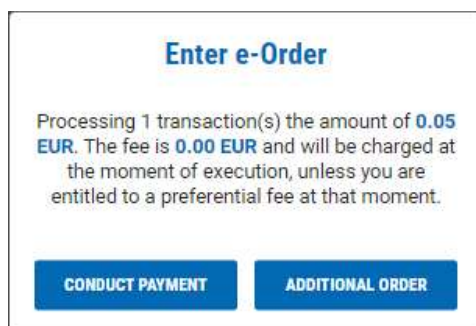 Enter e-Order
Processing 1 transaction(s) the amount of 0.05
EUR. The fee is 0.00 EUR and will be charged at
the moment of execution, unless you are
entitled to a preferential fee at that moment.
CONDUCT PAYMENT ADDITIONAL ORDER